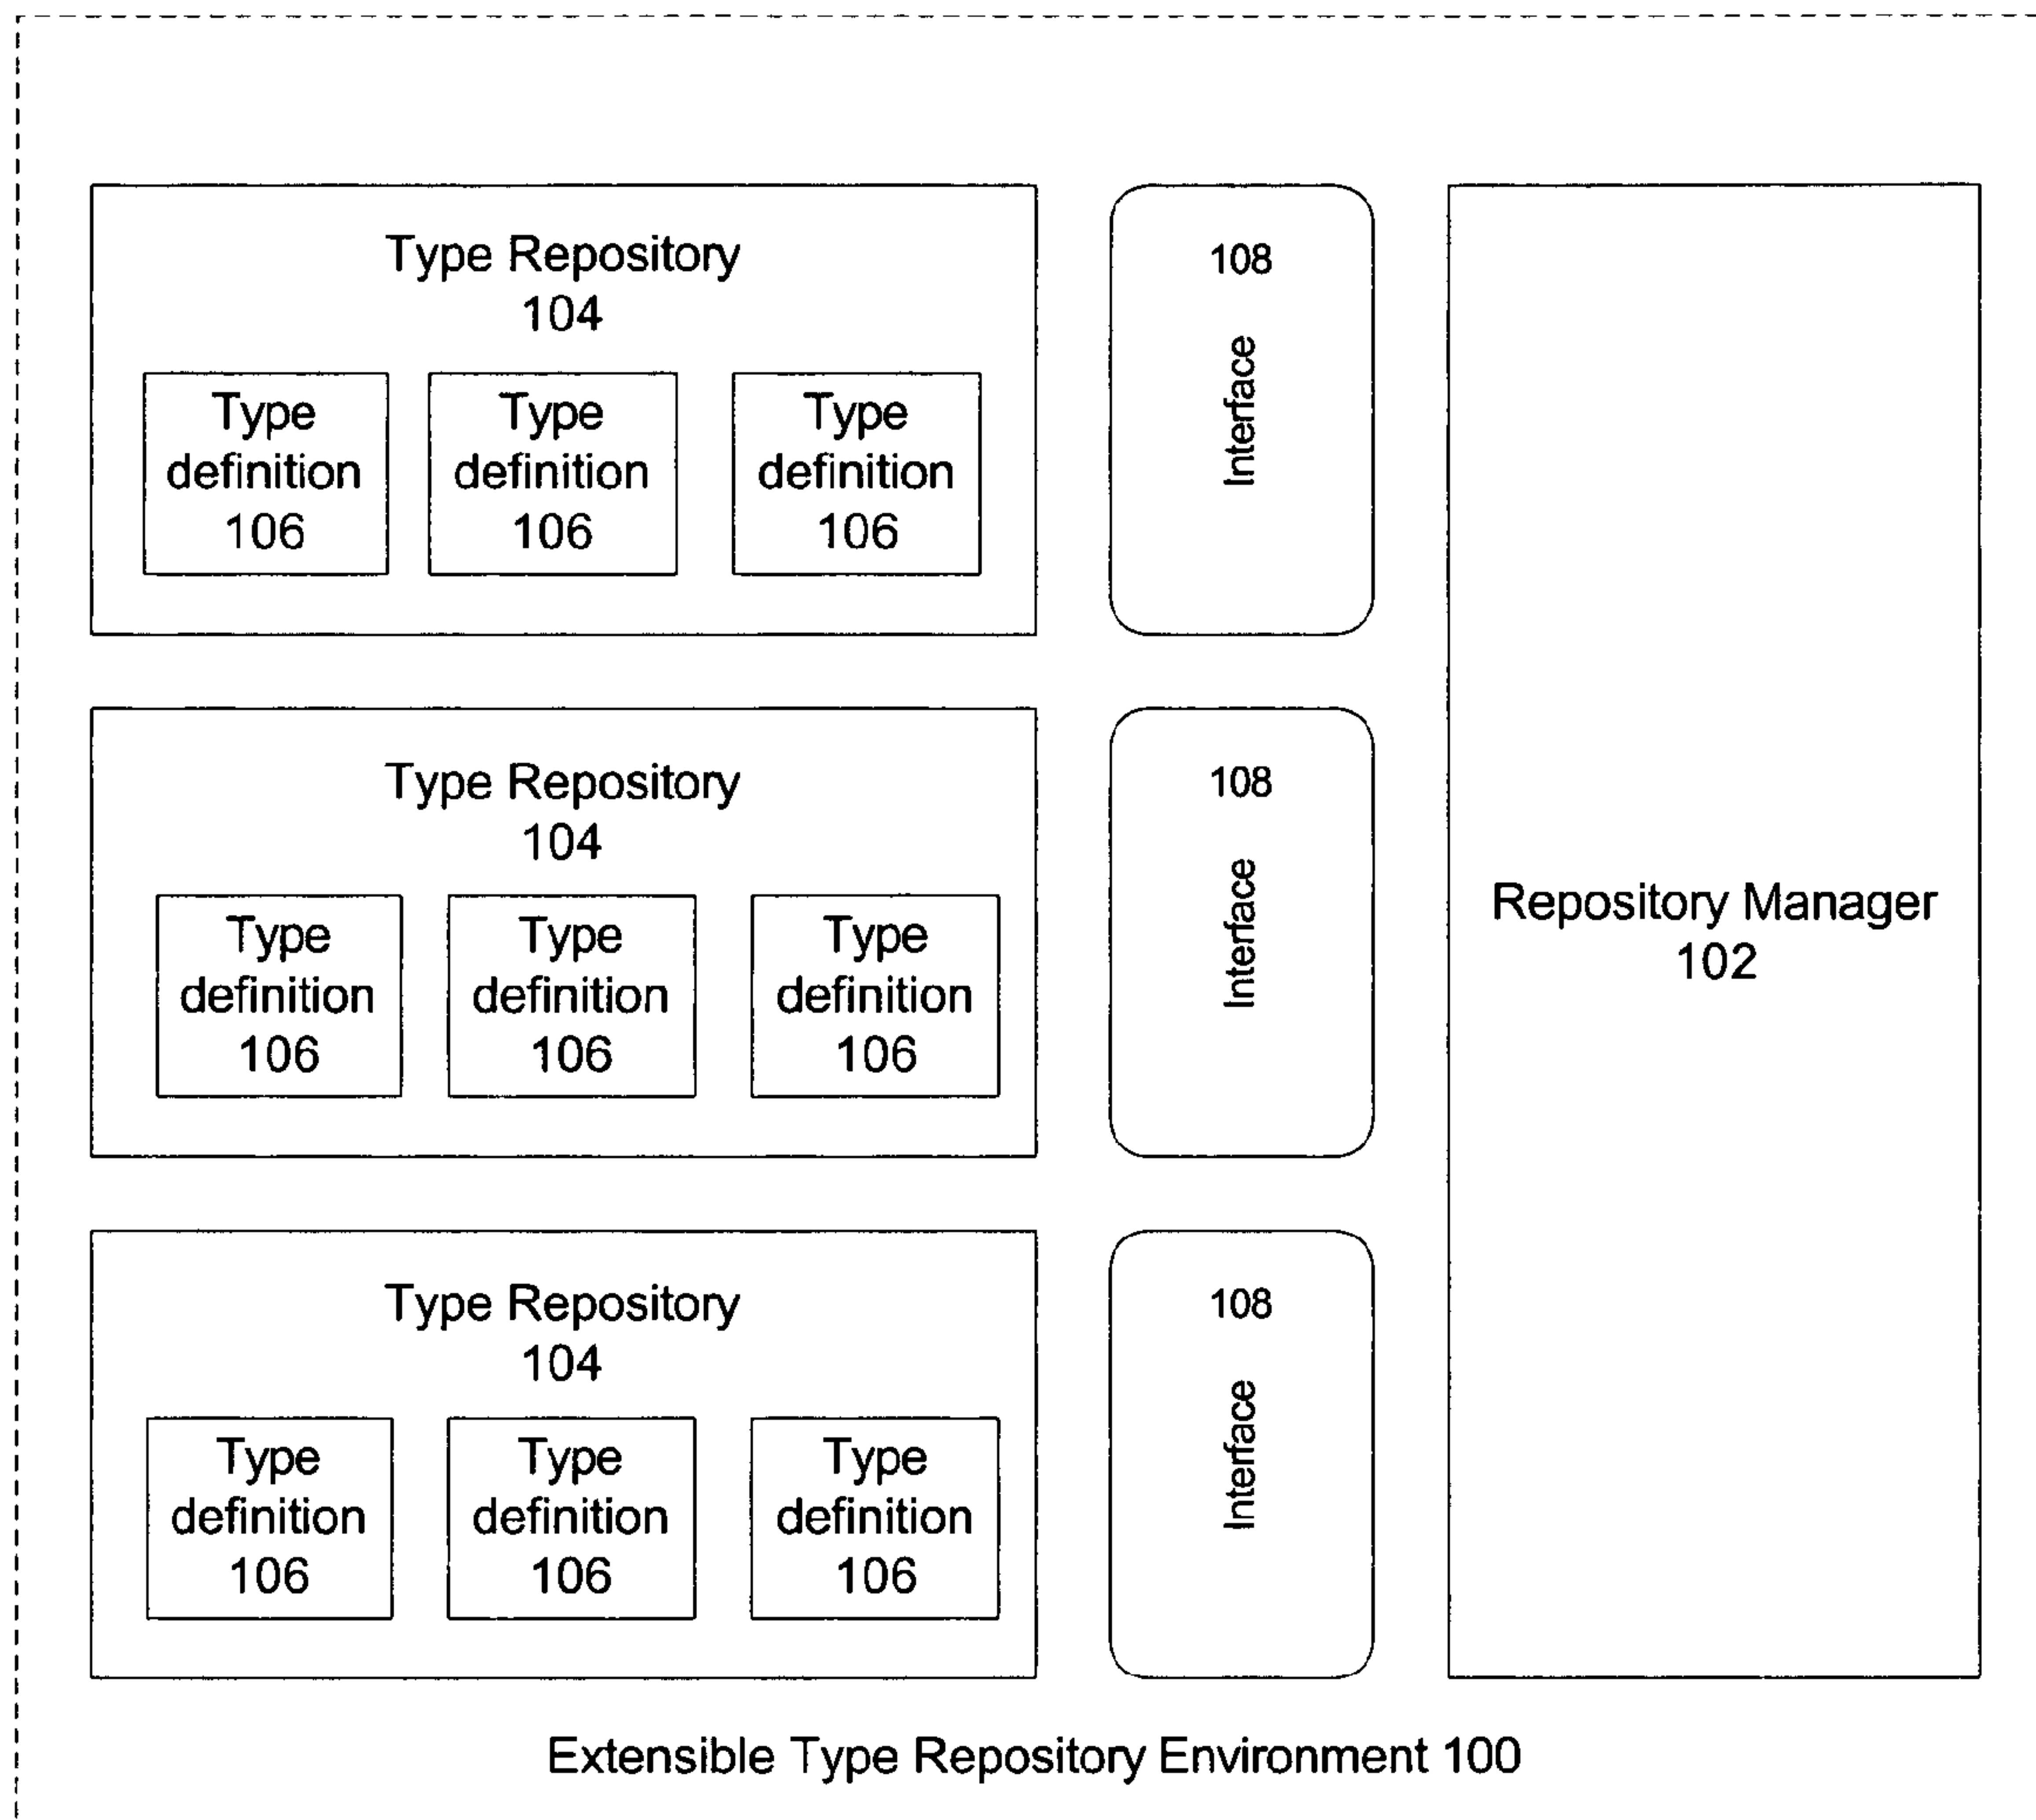 Type Repository
104
Type
definition
106
Type
definition
106
Type
definition
106
108
Interface
Type Repository
104
Type
definition
106
Type
definition
106
Type
definition
106
108
Interface
Type Repository
104
Type
definition
106
Type
definition
106
Type
definition
106
108
Interface
Repository Manager
102
Extensible Type Repository Environment 100